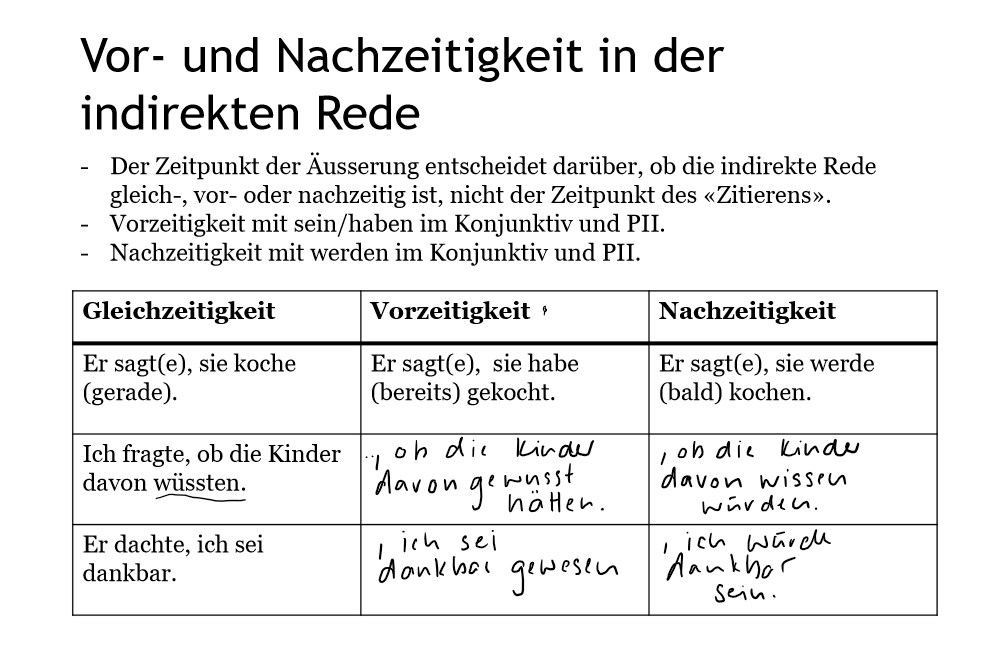 Vor- und Nachzeitigkeit in der
indirekten Rede
- Der Zeitpunkt der Äusserung entscheidet darüber, ob die indirekte Rede
gleich-, vor- oder nachzeitig ist, nicht der Zeitpunkt des «Zitierens».
- Vorzeitigkeit mit sein/haben im Konjunktiv und PII.
- Nachzeitigkeit mit werden im Konjunktiv und PII.
Gleichzeitigkeit
Vorzeitigkeit
Nachzeitigkeit
Er sagt(e), sie koche
(gerade).
Er sagt(e), sie habe
(bereits) gekocht.
Er sagt(e), sie werde
(bald) kochen.
Ich fragte, ob die Kinder
davon wüssten.
.., ob die Kinder
davon gewusst
hätten.
, ob die Kinder
davon wissen
würden.
Er dachte, ich sei
dankbar.
, ich sei
dankbar gewesen
, ich würde
dankbar
sein.